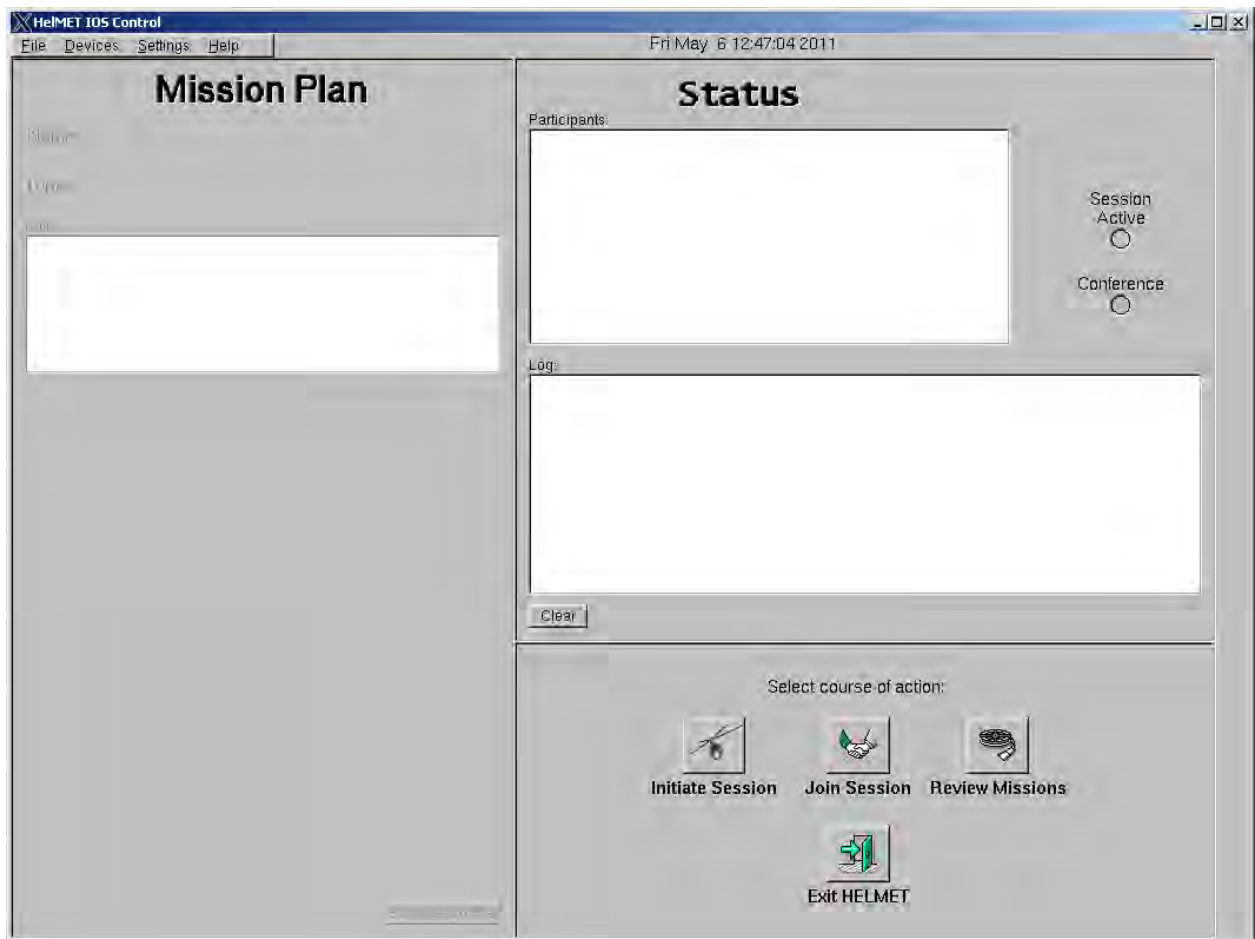 HelMET IOS Control
File Devices Settings Help
Fri May 6 12:47:04 2011
Mission Plan
Status
Participants:
Session
Active
Conference
Log:
Clear
Select course of action:
Initiate Session
Join Session
Review Missions
Exit HELMET